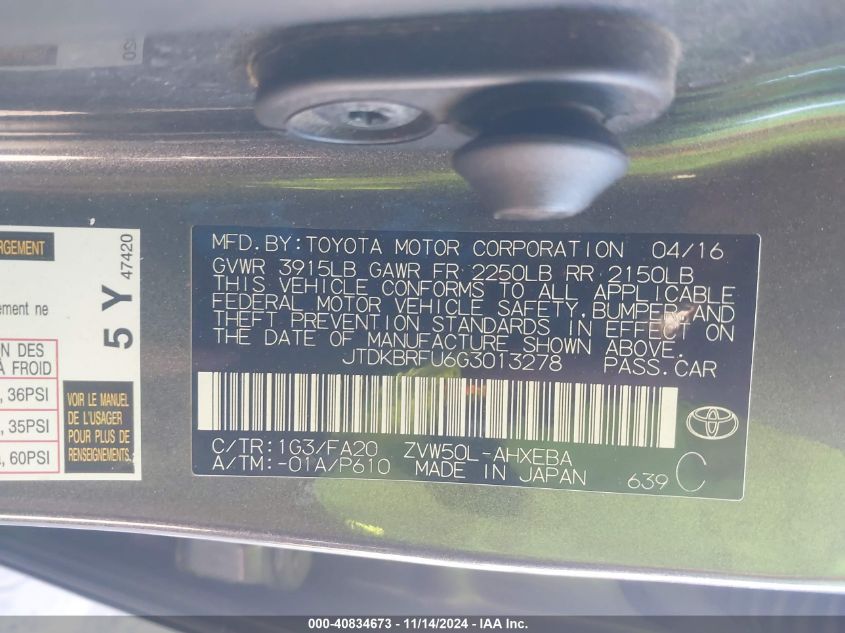 RGEMENT
ement ne
ON DES
À FROID
, 36PSI
, 35PSI
a, 60PSI
5 Y
47420
VOIR LE MANUEL
DE L'USAGER
POUR PLUS DE
RENSEIGNEMENTS.
MFD. BY: TOYOTA MOTOR CORPORATION 04/16
GVWR 3915LB GAWR FR 2250LB RR 2150LB
THIS VEHICLE CONFORMS TO ALL APPLICABLE
FEDERAL MOTOR VEHICLE SAFETY, BUMPER, AND
THEFT PREVENTION STANDARDS IN EFFECT ON
THE DATE OF MANUFACTURE SHOWN ABOVE.
JTDKBRFU6G3013278 PASS. CAR
C/TR: 1G3/FA20 ZVW50L-AHXEBA
A/TM: -01A/P610 MADE IN JAPAN 639 C
000-40834673 - 11/14/2024 - IAA Inc.